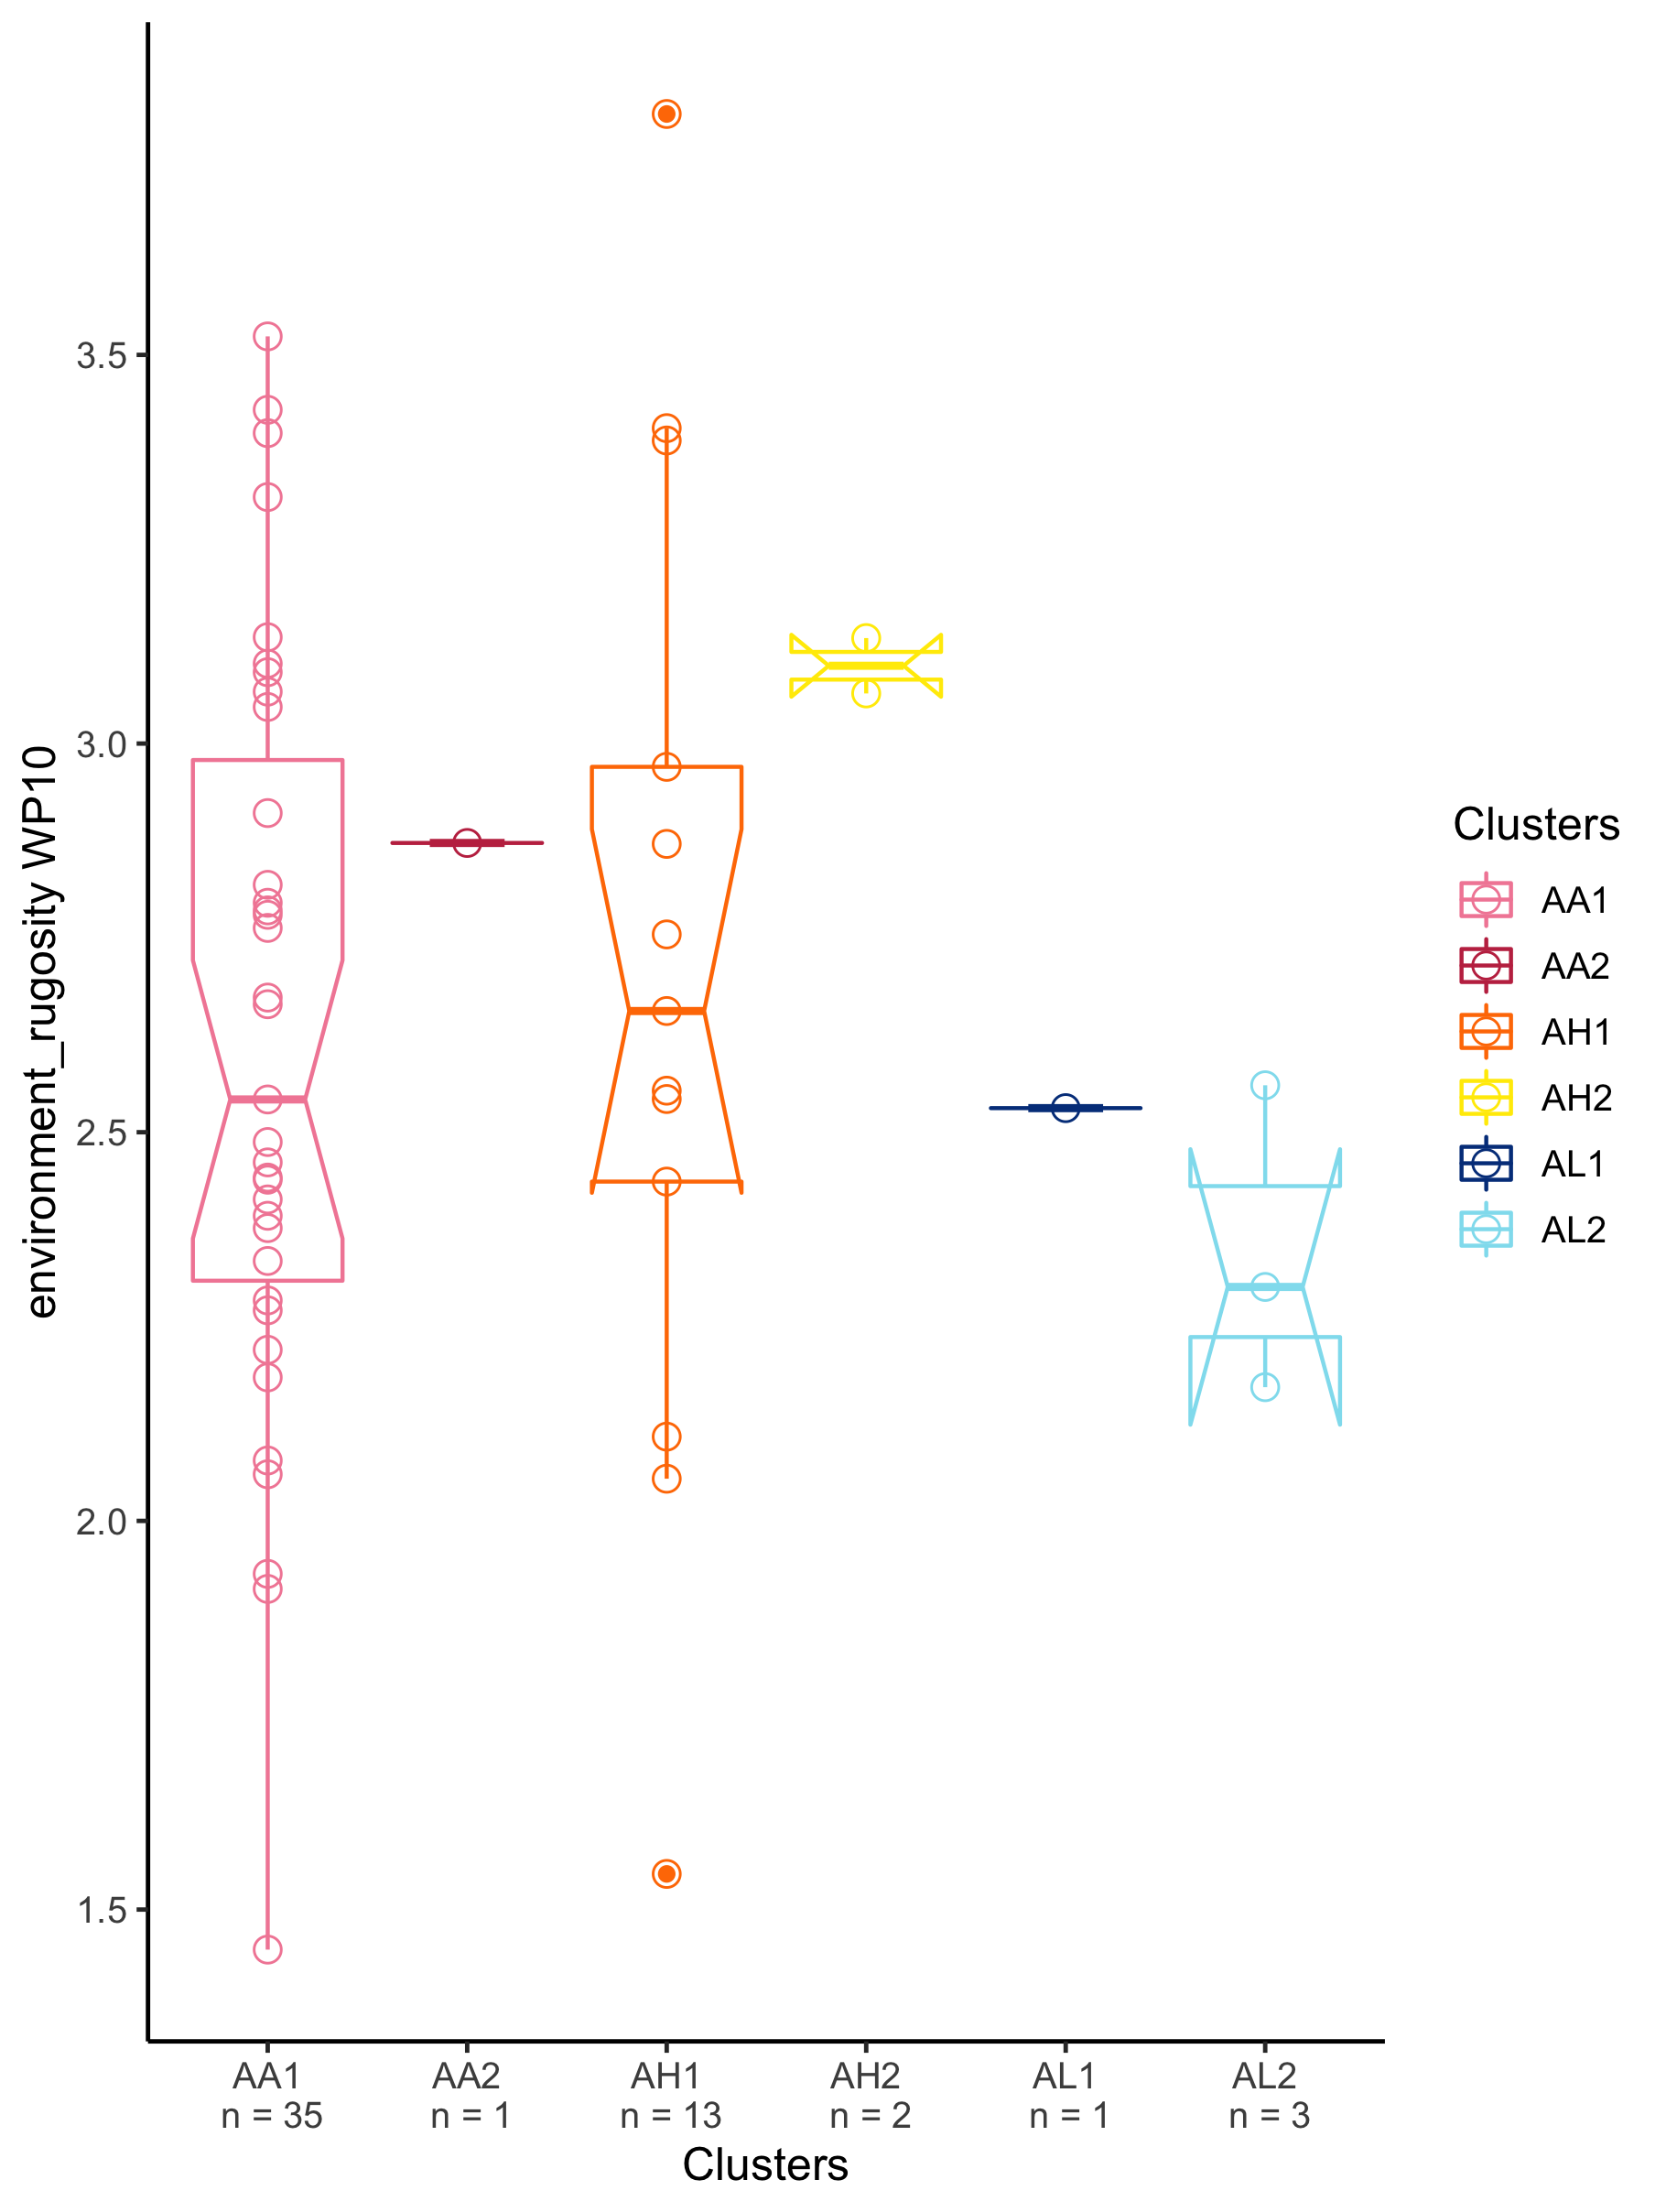 environment_rugosity WP10
3.5
3.0
2.5
2.0
1.5
AA1 AA2 AH1 AH2 AL1 AL2
n = 35 n = 1 n = 13 n = 2 n = 1 n = 3
Clusters
Clusters
AA1
AA2
AH1
AH2
AL1
AL2